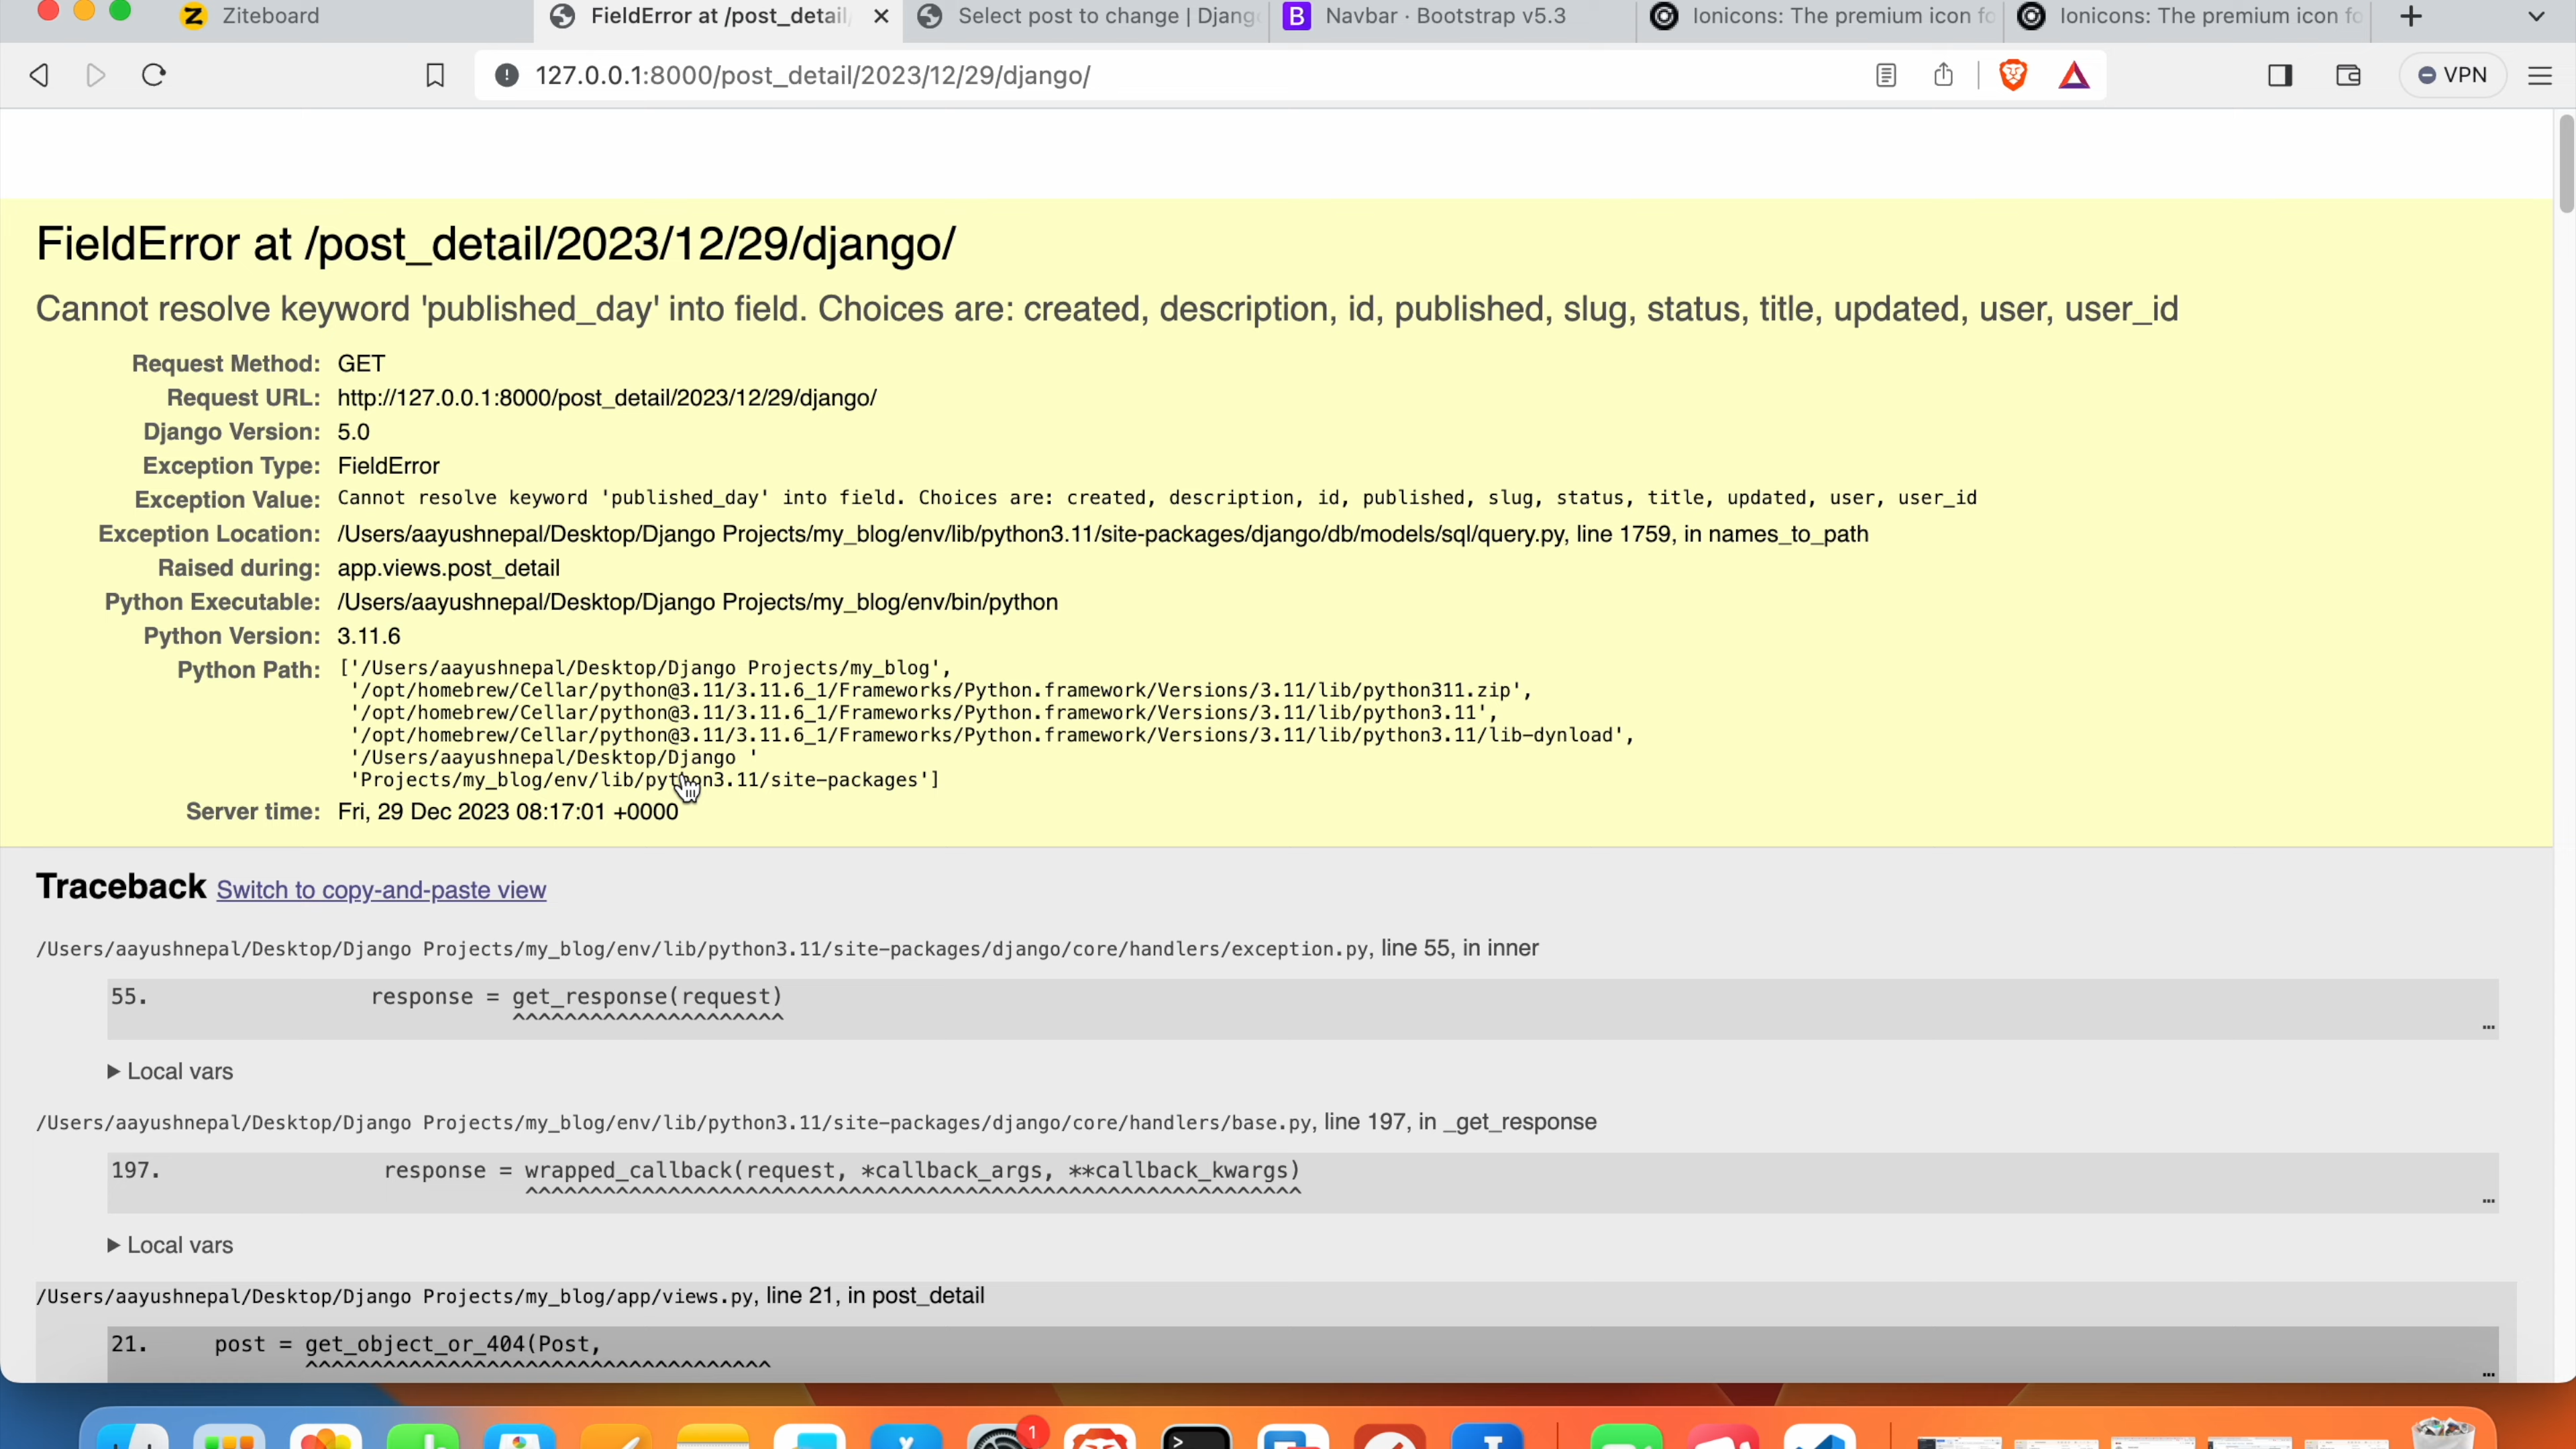 Ziteboard
FieldError at /post_detail/
Select post to change | Djang
Navbar · Bootstrap v5.3
Ionicons: The premium icon fo
Ionicons: The premium icon fo
127.0.0.1:8000/post_detail/2023/12/29/django/
VPN
FieldError at /post_detail/2023/12/29/django/
Cannot resolve keyword 'published_day' into field. Choices are: created, description, id, published, slug, status, title, updated, user, user_id
Request Method: GET
Request URL: http://127.0.0.1:8000/post_detail/2023/12/29/django/
Django Version: 5.0
Exception Type: FieldError
Exception Value: Cannot resolve keyword 'published_day' into field. Choices are: created, description, id, published, slug, status, title, updated, user, user_id
Exception Location: /Users/aayushnepal/Desktop/Django Projects/my_blog/env/lib/python3.11/site-packages/django/db/models/sql/query.py, line 1759, in names_to_path
Raised during: app.views.post_detail
Python Executable: /Users/aayushnepal/Desktop/Django Projects/my_blog/env/bin/python
Python Version: 3.11.6
Python Path: ['/Users/aayushnepal/Desktop/Django Projects/my_blog',
'/opt/homebrew/Cellar/python@3.11/3.11.6_1/Frameworks/Python.framework/Versions/3.11/lib/python311.zip',
'/opt/homebrew/Cellar/python@3.11/3.11.6_1/Frameworks/Python.framework/Versions/3.11/lib/python3.11',
'/opt/homebrew/Cellar/python@3.11/3.11.6_1/Frameworks/Python.framework/Versions/3.11/lib/python3.11/lib-dynload',
'/Users/aayushnepal/Desktop/Django '
'Projects/my_blog/env/lib/python3.11/site-packages']
Server time: Fri, 29 Dec 2023 08:17:01 +0000
Traceback Switch to copy-and-paste view
/Users/aayushnepal/Desktop/Django Projects/my_blog/env/lib/python3.11/site-packages/django/core/handlers/exception.py, line 55, in inner
55. response = get_response(request)
^^^^^^^^^^^^^^^^^^^^^
…
Local vars
/Users/aayushnepal/Desktop/Django Projects/my_blog/env/lib/python3.11/site-packages/django/core/handlers/base.py, line 197, in _get_response
197. response = wrapped_callback(request, *callback_args, **callback_kwargs)
^^^^^^^^^^^^^^^^^^^^^^^^^^^^^^^^^^^^^^^^^^^^^^^^^^^^^^^^^^^^
…
Local vars
/Users/aayushnepal/Desktop/Django Projects/my_blog/app/views.py, line 21, in post_detail
21. post = get_object_or_404(Post,
^^^^^^^^^^^^^^^^^^^^^^^^^^^^^^^^^^^^
…
1